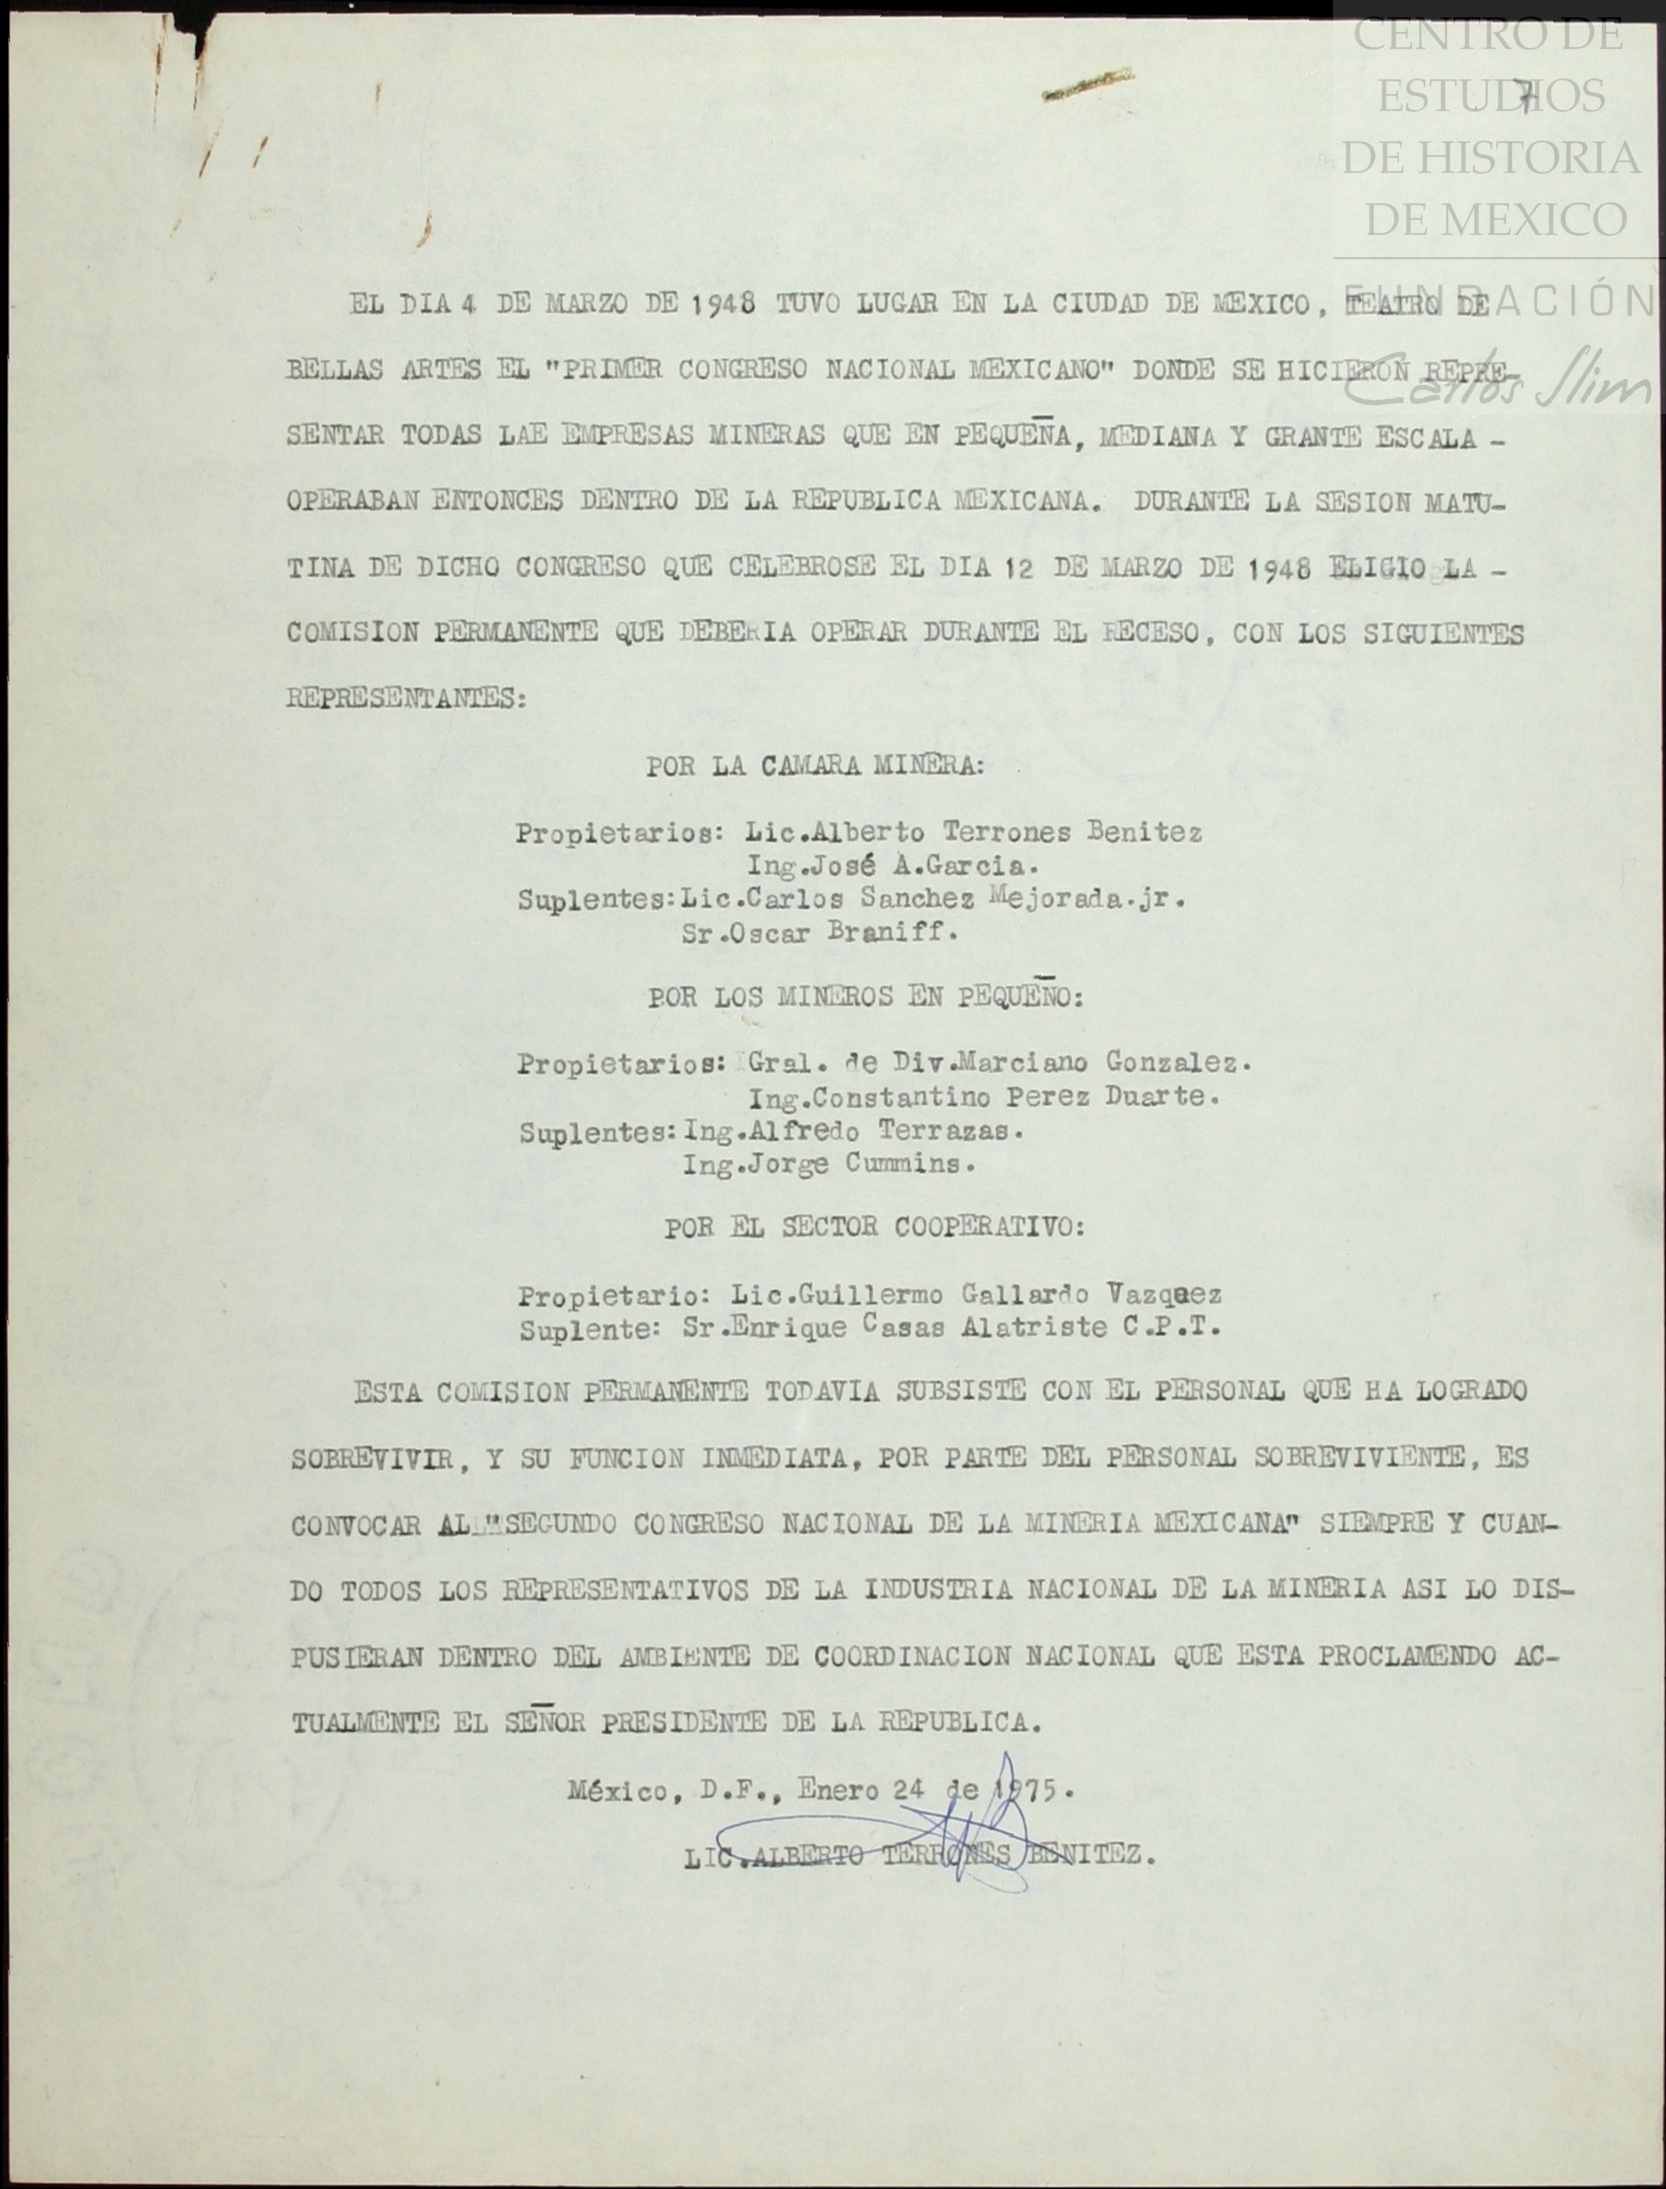 CENTRO DE
ESTUDIOS
7
DE HISTORIA
DE MEXICO
FUNDACIÓN
Carlos Slim
EL DIA 4 DE MARZO DE 1948 TUVO LUGAR EN LA CIUDAD DE MEXICO, TEATRO DE
BELLAS ARTES EL "PRIMER CONGRESO NACIONAL MEXICANO" DONDE SE HICIERON REPRE-
SENTAR TODAS LAE EMPRESAS MINERAS QUE EN PEQUEÑA, MEDIANA Y GRANTE ESCALA -
OPERABAN ENTONCES DENTRO DE LA REPUBLICA MEXICANA. DURANTE LA SESION MATU-
TINA DE DICHO CONGRESO QUE CELEBROSE EL DIA 12 DE MARZO DE 1948 ELIGIO LA -
COMISION PERMANENTE QUE DEBERIA OPERAR DURANTE EL RECESO, CON LOS SIGUIENTES
REPRESENTANTES:
POR LA CAMARA MINERA:
Propietarios: Lic.Alberto Terrones Benitez
Ing.José A.Garcia.
Suplentes:Lic.Carlos Sanchez Mejorada.jr.
Sr.Oscar Braniff.
POR LOS MINEROS EN PEQUEÑO:
Propietarios: Gral. de Div.Marciano Gonzalez.
Ing.Constantino Perez Duarte.
Suplentes:Ing.Alfredo Terrazas.
Ing.Jorge Cummins.
POR EL SECTOR COOPERATIVO:
Propietario: Lic.Guillermo Gallardo Vazquez
Suplente: Sr.Enrique Casas Alatriste C.P.T.
ESTA COMISION PERMANENTE TODAVIA SUBSISTE CON EL PERSONAL QUE HA LOGRADO
SOBREVIVIR, Y SU FUNCION INMEDIATA, POR PARTE DEL PERSONAL SOBREVIVIENTE, ES
CONVOCAR AL "SEGUNDO CONGRESO NACIONAL DE LA MINERIA MEXICANA" SIEMPRE Y CUAN-
DO TODOS LOS REPRESENTATIVOS DE LA INDUSTRIA NACIONAL DE LA MINERIA ASI LO DIS-
PUSIERAN DENTRO DEL AMBIENTE DE COORDINACION NACIONAL QUE ESTA PROCLAMENDO AC-
TUALMENTE EL SEÑOR PRESIDENTE DE LA REPUBLICA.
México, D.F., Enero 24 de 1975.
LIC.ALBERTO TERRONES BENITEZ.